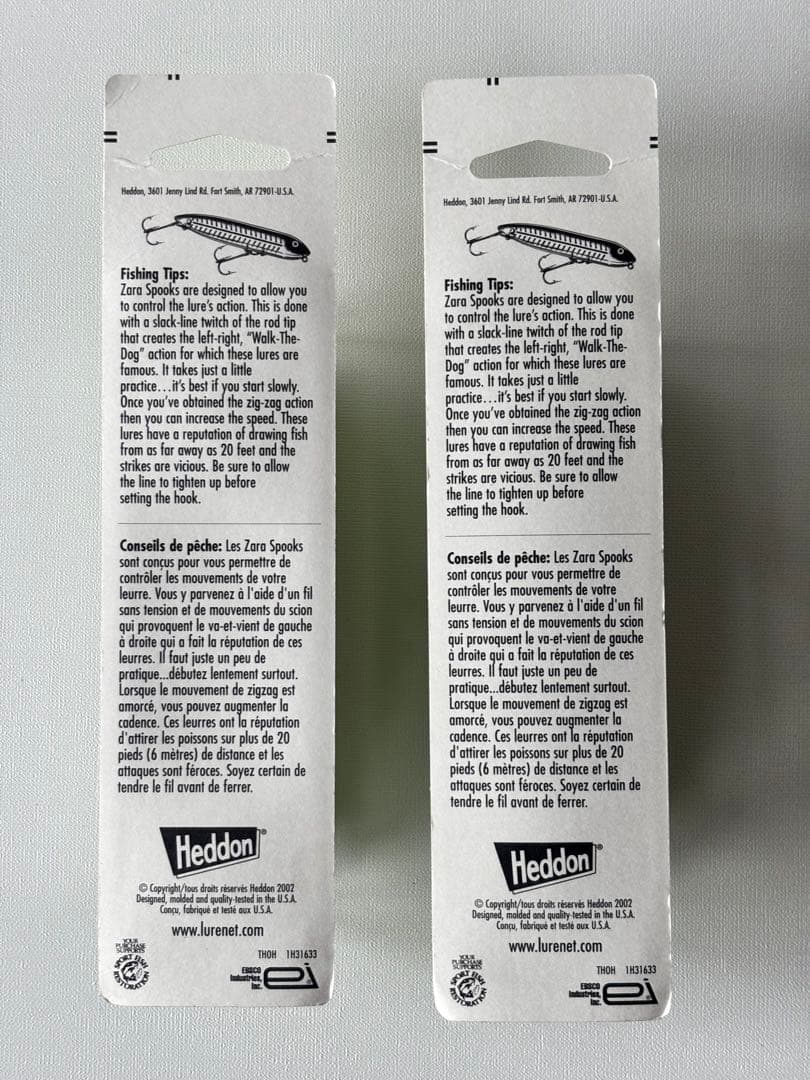 Heddon, 3601 Jenny Lind Rd. Fort Smith, AR 72901-U.S.A.
Fishing Tips:
Zara Spooks are designed to allow you
to control the lure's action. This is done
with a slack-line twitch of the rod tip
that creates the left-right, “Walk-The-
Dog” action for which these lures are
famous. It takes just a little
practice...it's best if you start slowly.
Once you've obtained the zig-zag action
then you can increase the speed. These
lures have a reputation of drawing fish
from as far away as 20 feet and the
strikes are vicious. Be sure to allow
the line to tighten up before
setting the hook.
Conseils de pêche: Les Zara Spooks
sont conçus pour vous permettre de
contrôler les mouvements de votre
leurre. Vous y parvenez à l'aide d'un fil
sans tension et de mouvements du scion
qui provoquent le va-et-vient de gauche
à droite qui a fait la réputation de ces
leurres. Il faut juste un peu de
pratique...débutez lentement surtout.
Lorsque le mouvement de zigzag est
amorcé, vous pouvez augmenter la
cadence. Ces leurres ont la réputation
d'attirer les poissons sur plus de 20
pieds (6 mètres) de distance et les
attaques sont féroces. Soyez certain de
tendre le fil avant de ferrer.
Heddon®
© Copyright/tous droits réservés Heddon 2002
Designed, molded and quality-tested in the U.S.A.
Conçu, fabriqué et testé aux U.S.A.
www.lurenet.com
YOUR
PURCHASE
SUPPORTS
SPORT FISH
RESTORATION
THOH 1H31633
EBSCO
Industries,
Inc.
ei
Heddon, 3601 Jenny Lind Rd. Fort Smith, AR 72901-U.S.A.
Fishing Tips:
Zara Spooks are designed to allow you
to control the lure's action. This is done
with a slack-line twitch of the rod tip
that creates the left-right, “Walk-The-
Dog” action for which these lures are
famous. It takes just a little
practice...it's best if you start slowly.
Once you've obtained the zig-zag action
then you can increase the speed. These
lures have a reputation of drawing fish
from as far away as 20 feet and the
strikes are vicious. Be sure to allow
the line to tighten up before
setting the hook.
Conseils de pêche: Les Zara Spooks
sont conçus pour vous permettre de
contrôler les mouvements de votre
leurre. Vous y parvenez à l'aide d'un fil
sans tension et de mouvements du scion
qui provoquent le va-et-vient de gauche
à droite qui a fait la réputation de ces
leurres. Il faut juste un peu de
pratique...débutez lentement surtout.
Lorsque le mouvement de zigzag est
amorcé, vous pouvez augmenter la
cadence. Ces leurres ont la réputation
d'attirer les poissons sur plus de 20
pieds (6 mètres) de distance et les
attaques sont féroces. Soyez certain de
tendre le fil avant de ferrer.
Heddon®
© Copyright/tous droits réservés Heddon 2002
Designed, molded and quality-tested in the U.S.A.
Conçu, fabriqué et testé aux U.S.A.
www.lurenet.com
YOUR
PURCHASE
SUPPORTS
SPORT FISH
RESTORATION
THOH 1H31633
EBSCO
Industries,
Inc.
ei